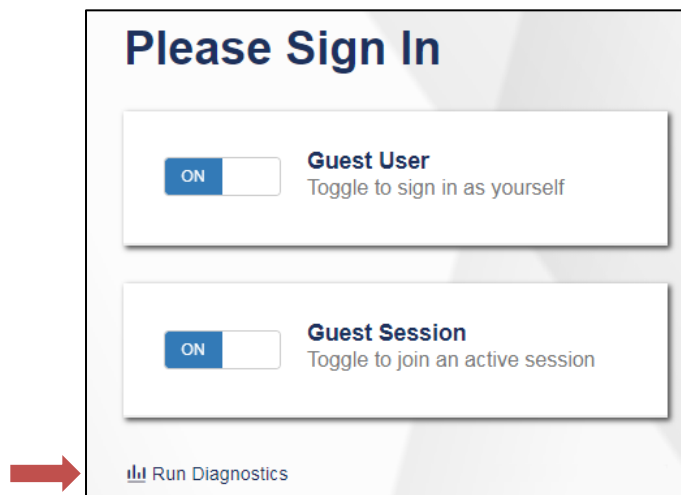 Please Sign In
ON
Guest User
Toggle to sign in as yourself
ON
Guest Session
Toggle to join an active session
Run Diagnostics